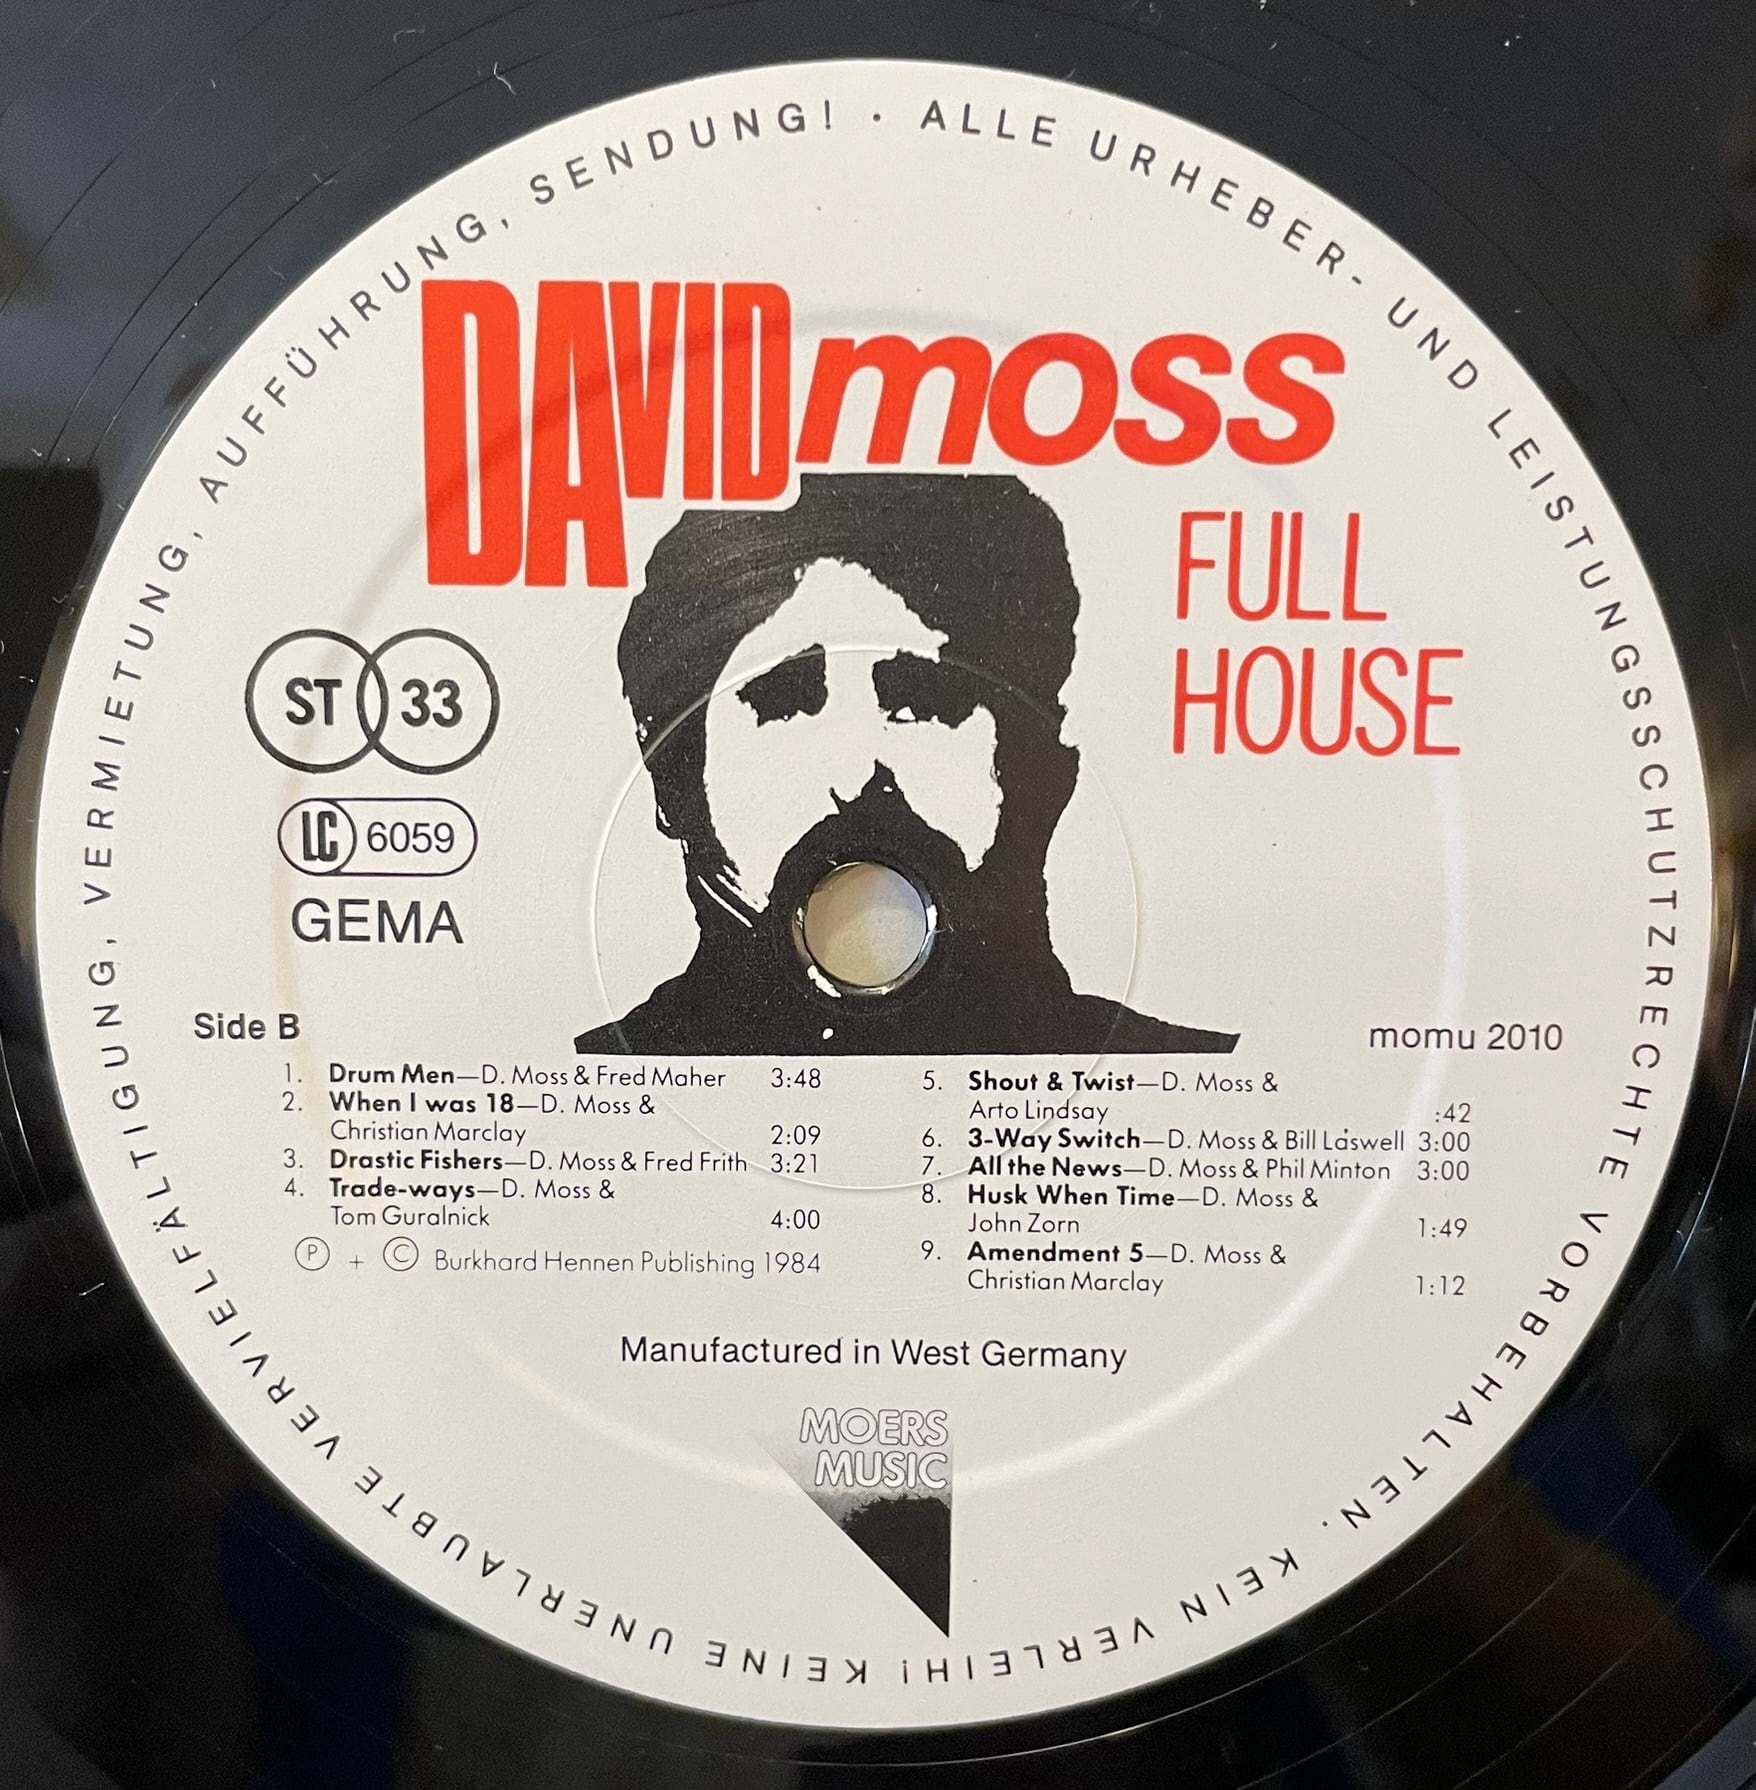 ALLE URHEBER- UND LEISTUNGSSCHUTZRECHTE VORBEHALTEN. KEIN VERLEIH! KEINE UNERLAUBTE VERVIELFÄLTIGUNG, VERMIETUNG, AUFFÜHRUNG, SENDUNG! ·
DAVID moss
FULL
HOUSE
ST 33
LC 6059
GEMA
Side B
momu 2010
1. Drum Men—D. Moss & Fred Maher 3:48
2. When I was 18—D. Moss &
Christian Marclay 2:09
3. Drastic Fishers—D. Moss & Fred Frith 3:21
4. Trade-ways—D. Moss &
Tom Guralnick 4:00
Ⓟ + © Burkhard Hennen Publishing 1984
5. Shout & Twist—D. Moss &
Arto Lindsay :42
6. 3-Way Switch—D. Moss & Bill Laswell 3:00
7. All the News—D. Moss & Phil Minton 3:00
8. Husk When Time—D. Moss &
John Zorn 1:49
9. Amendment 5—D. Moss &
Christian Marclay 1:12
Manufactured in West Germany
MOERS
MUSIC